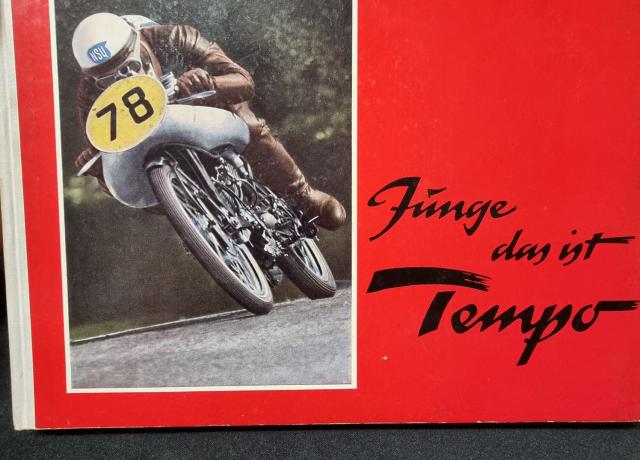 NSU
78
Junge
das ist
Tempo